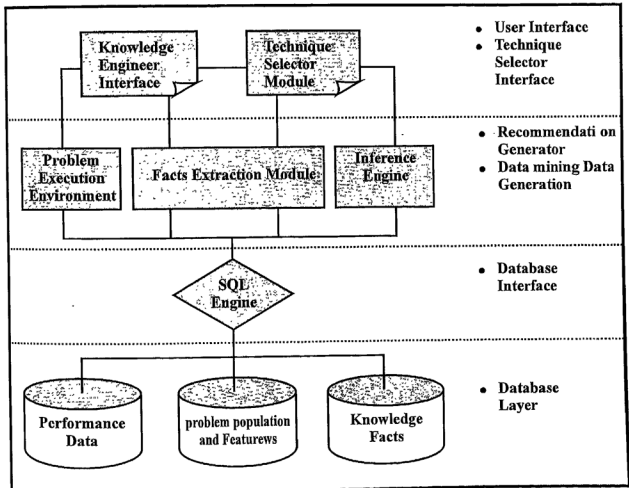 Knowledge
Engineer
Interface
Technique
Selector
Module
• User Interface
• Technique
Selector
Interface
Problem
Execution
Environment
Facts Extraction Module
Inference
Engine
• Recommendati on
Generator
• Data mining Data
Generation
SQL
Engine
• Database
Interface
Performance
Data
problem population
and Featurews
Knowledge
Facts
• Database
Layer